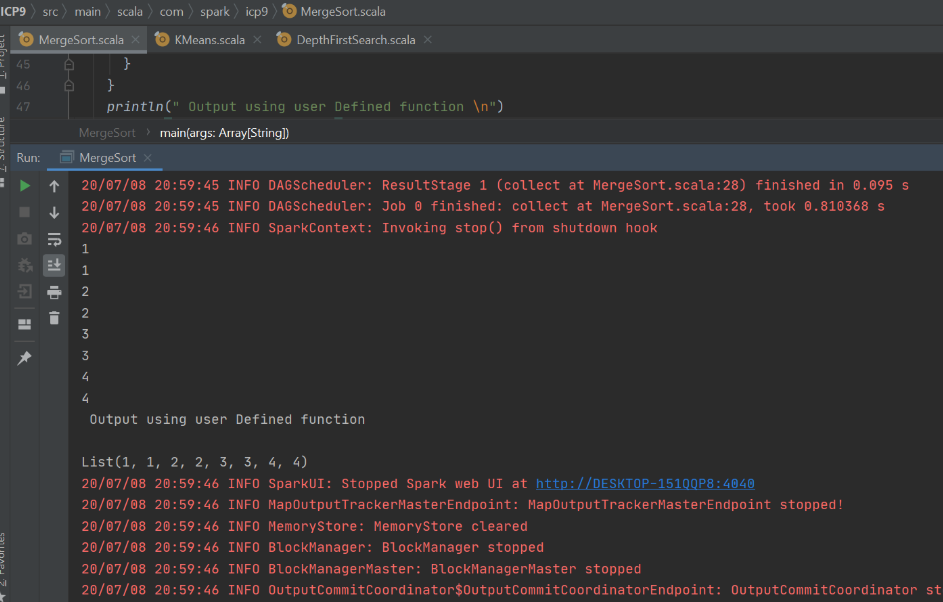 ICP9 > src > main > scala > com > spark > icp9 > MergeSort.scala
MergeSort.scala × KMeans.scala × DepthFirstSearch.scala ×
1: Project
45 }
46 }
47 println(" Output using user Defined function \n")
MergeSort > main(args: Array[String])
7: Structure
Run: MergeSort ×
20/07/08 20:59:45 INFO DAGScheduler: ResultStage 1 (collect at MergeSort.scala:28) finished in 0.095 s
20/07/08 20:59:45 INFO DAGScheduler: Job 0 finished: collect at MergeSort.scala:28, took 0.810368 s
20/07/08 20:59:46 INFO SparkContext: Invoking stop() from shutdown hook
1
1
2
2
3
3
4
4
Output using user Defined function
List(1, 1, 2, 2, 3, 3, 4, 4)
20/07/08 20:59:46 INFO SparkUI: Stopped Spark web UI at http://DESKTOP-151QQP8:4040
20/07/08 20:59:46 INFO MapOutputTrackerMasterEndpoint: MapOutputTrackerMasterEndpoint stopped!
20/07/08 20:59:46 INFO MemoryStore: MemoryStore cleared
20/07/08 20:59:46 INFO BlockManager: BlockManager stopped
20/07/08 20:59:46 INFO BlockManagerMaster: BlockManagerMaster stopped
20/07/08 20:59:46 INFO OutputCommitCoordinator$OutputCommitCoordinatorEndpoint: OutputCommitCoordinator st
2: Favorites